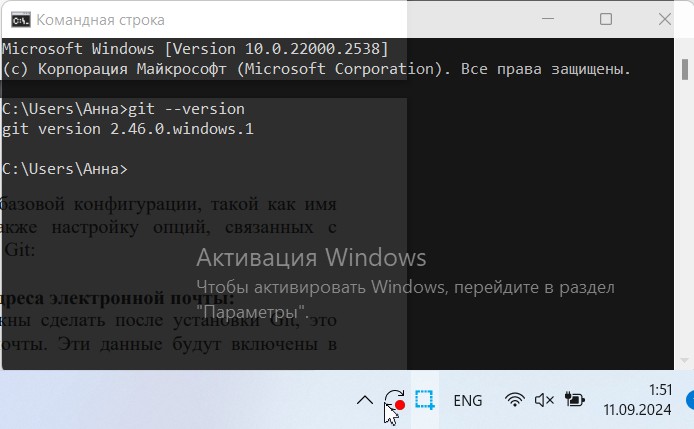 Командная строка
Microsoft Windows [Version 10.0.22000.2538]
(c) Корпорация Майкрософт (Microsoft Corporation). Все права защищены.
C:\Users\Анна>git --version
git version 2.46.0.windows.1
C:\Users\Анна>
базовой конфигурации, такой как имя
также настройку опций, связанных с
Git:
Активация Windows
Чтобы активировать Windows, перейдите в раздел
"Параметры".
реса электронной почты:
жны сделать после установки Git, это
почты. Эти данные будут включены в
ENG
1:51
11.09.2024